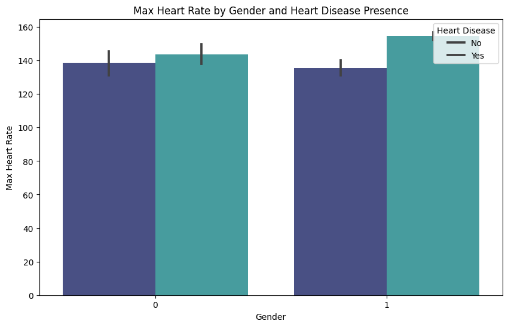 Max Heart Rate by Gender and Heart Disease Presence
160
140
120
100
80
60
40
20
0
Max Heart Rate
Heart Disease
No
Yes
0
1
Gender